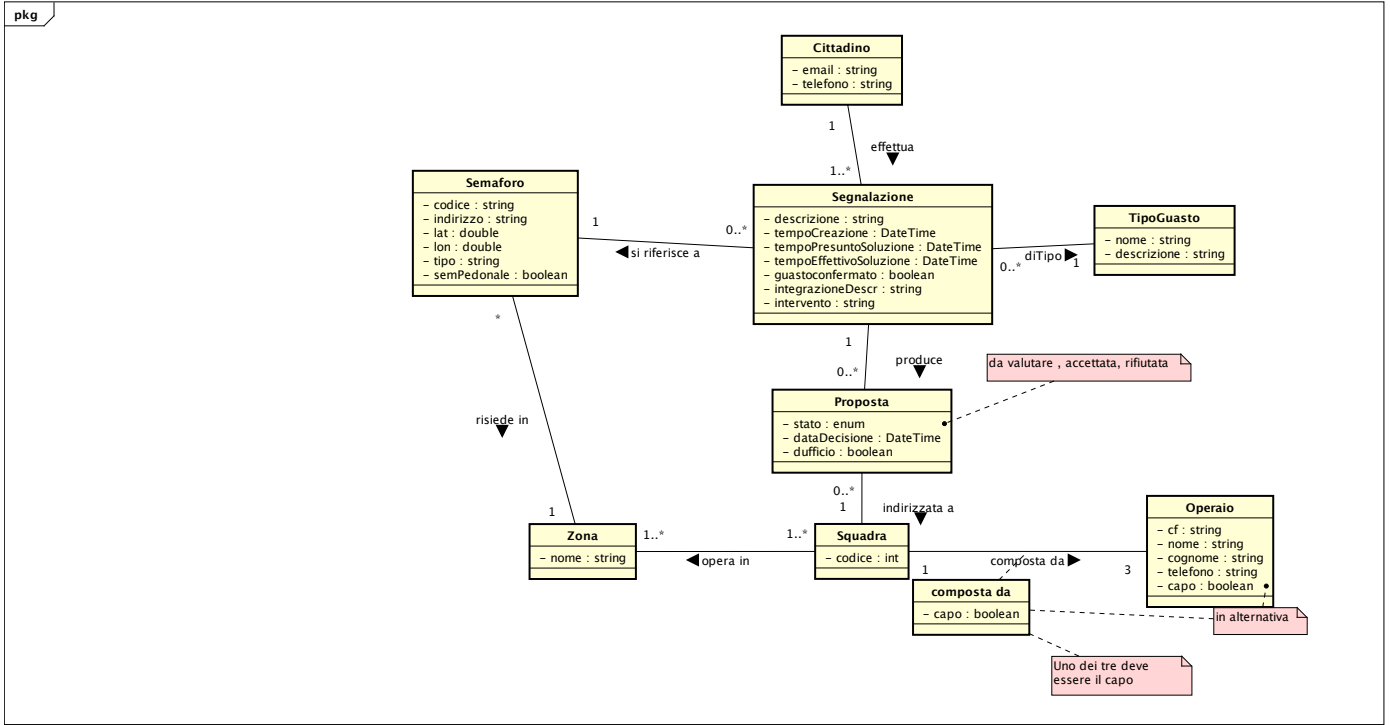 pkg
Cittadino
– email : string
– telefono : string
1
effettua
1..*
Semaforo
– codice : string
– indirizzo : string
– lat : double
– lon : double
– tipo : string
– semPedonale : boolean
1
0..*
si riferisce a
Segnalazione
– descrizione : string
– tempoCreazione : DateTime
– tempoPresuntoSoluzione : DateTime
– tempoEffettivoSoluzione : DateTime
– guastoconfermato : boolean
– integrazioneDescr : string
– intervento : string
TipoGuasto
– nome : string
– descrizione : string
0..*
diTipo
1
*
1
produce
0..*
da valutare , accettata, rifiutata
Proposta
– stato : enum
– dataDecisione : DateTime
– dufficio : boolean
risiede in
0..*
1
indirizzata a
1
Zona
– nome : string
1..*
1..*
opera in
Squadra
– codice : int
1
composta da
3
Operaio
– cf : string
– nome : string
– cognome : string
– telefono : string
– capo : boolean
composta da
– capo : boolean
in alternativa
Uno dei tre deve
essere il capo